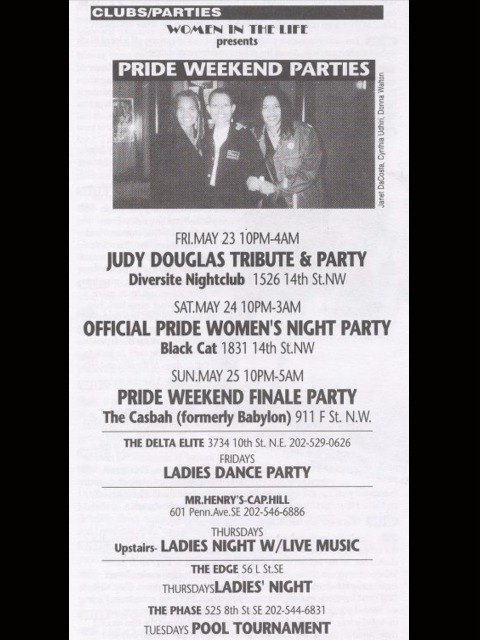 CLUBS/PARTIES
WOMEN IN THE LIFE
presents
PRIDE WEEKEND PARTIES
Janet DaCosta, Cynthia Udhiri, Donna Walton
FRI.MAY 23 10PM-4AM
JUDY DOUGLAS TRIBUTE & PARTY
Diversite Nightclub 1526 14th St.NW
SAT.MAY 24 10PM-3AM
OFFICIAL PRIDE WOMEN'S NIGHT PARTY
Black Cat 1831 14th St.NW
SUN.MAY 25 10PM-5AM
PRIDE WEEKEND FINALE PARTY
The Casbah (formerly Babylon) 911 F St. N.W.
THE DELTA ELITE 3734 10th St. N.E. 202-529-0626
FRIDAYS
LADIES DANCE PARTY
MR.HENRY'S-CAP.HILL
601 Penn.Ave.SE 202-546-6886
THURSDAYS
Upstairs- LADIES NIGHT W/LIVE MUSIC
THE EDGE 56 L St.SE
THURSDAYS LADIES' NIGHT
THE PHASE 525 8th St SE 202-544-6831
TUESDAYS POOL TOURNAMENT